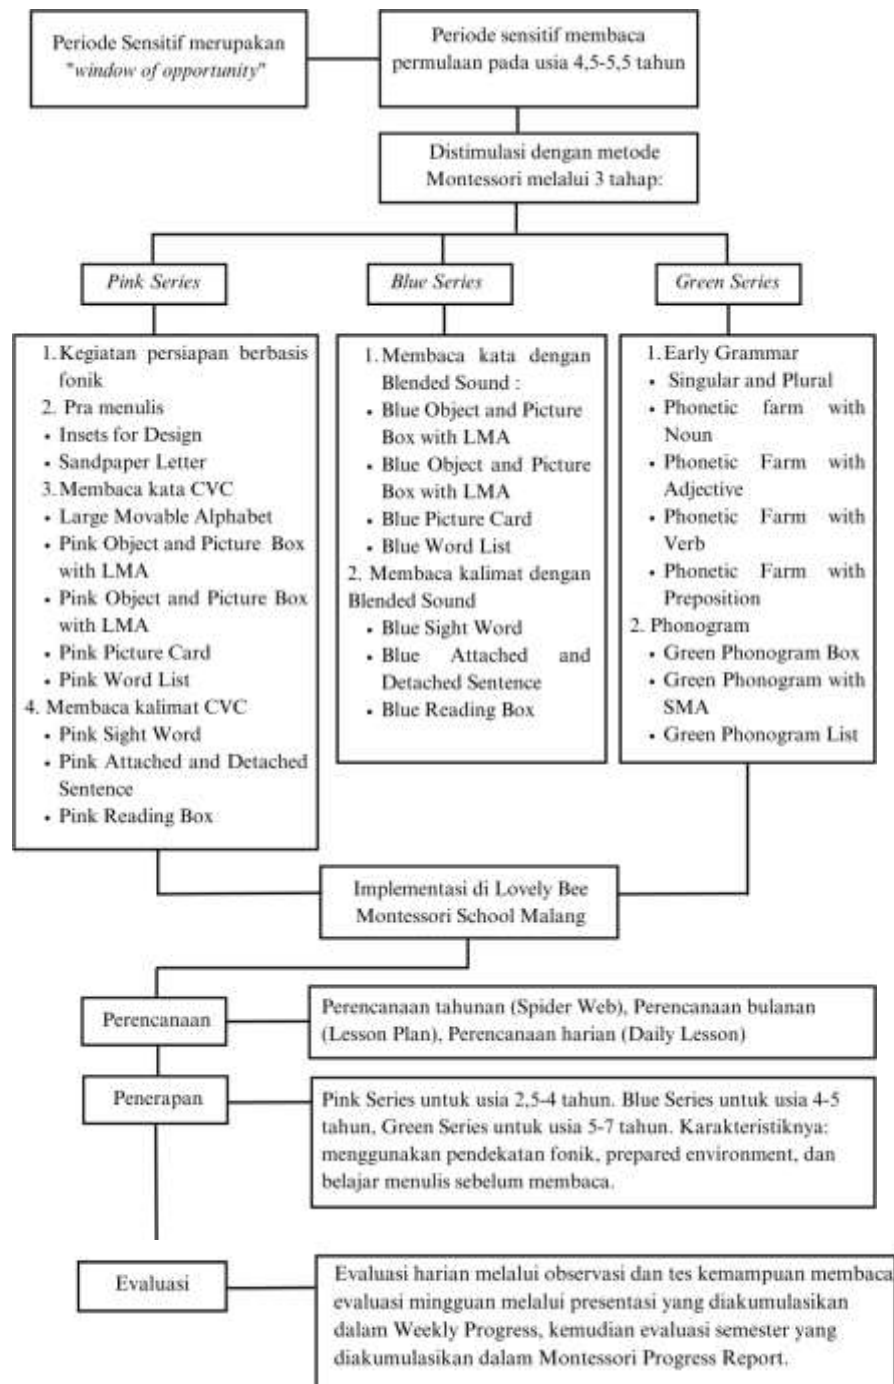 Periode Sensitif merupakan
"window of opportunity"
Periode sensitif membaca
permulaan pada usia 4,5-5,5 tahun
Distimulasi dengan metode
Montessori melalui 3 tahap:
Pink Series
Blue Series
Green Series
1. Kegiatan persiapan berbasis
fonik
2. Pra menulis
• Insets for Design
• Sandpaper Letter
3. Membaca kata CVC
• Large Movable Alphabet
• Pink Object and Picture Box
with LMA
• Pink Object and Picture Box
with LMA
• Pink Picture Card
• Pink Word List
4. Membaca kalimat CVC
• Pink Sight Word
• Pink Attached and Detached
Sentence
• Pink Reading Box
1. Membaca kata dengan
Blended Sound :
• Blue Object and Picture
Box with LMA
• Blue Object and Picture
Box with LMA
• Blue Picture Card
• Blue Word List
2. Membaca kalimat dengan
Blended Sound
• Blue Sight Word
• Blue Attached and
Detached Sentence
• Blue Reading Box
1. Early Grammar
• Singular and Plural
• Phonetic farm with
Noun
• Phonetic Farm with
Adjective
• Phonetic Farm with
Verb
• Phonetic Farm with
Preposition
2. Phonogram
• Green Phonogram Box
• Green Phonogram with
SMA
• Green Phonogram List
Implementasi di Lovely Bee
Montessori School Malang
Perencanaan
Perencanaan tahunan (Spider Web), Perencanaan bulanan
(Lesson Plan), Perencanaan harian (Daily Lesson)
Penerapan
Pink Series untuk usia 2,5-4 tahun. Blue Series untuk usia 4-5
tahun, Green Series untuk usia 5-7 tahun. Karakteristiknya:
menggunakan pendekatan fonik, prepared environment, dan
belajar menulis sebelum membaca.
Evaluasi
Evaluasi harian melalui observasi dan tes kemampuan membaca
evaluasi mingguan melalui presentasi yang diakumulasikan
dalam Weekly Progress, kemudian evaluasi semester yang
diakumulasikan dalam Montessori Progress Report.